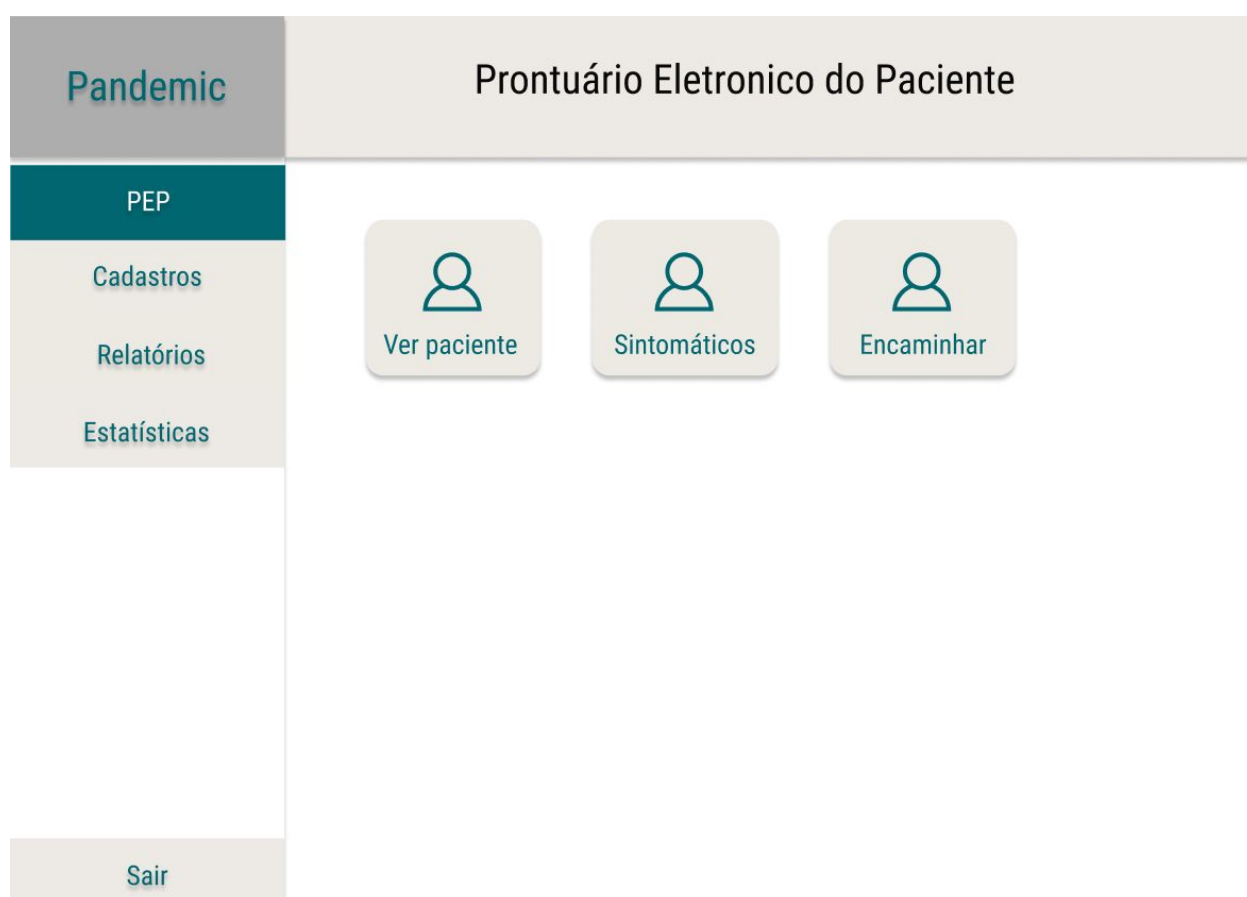 Pandemic
Prontuário Eletronico do Paciente
PEP
Cadastros
Relatórios
Estatísticas
Sair
Ver paciente
Sintomáticos
Encaminhar